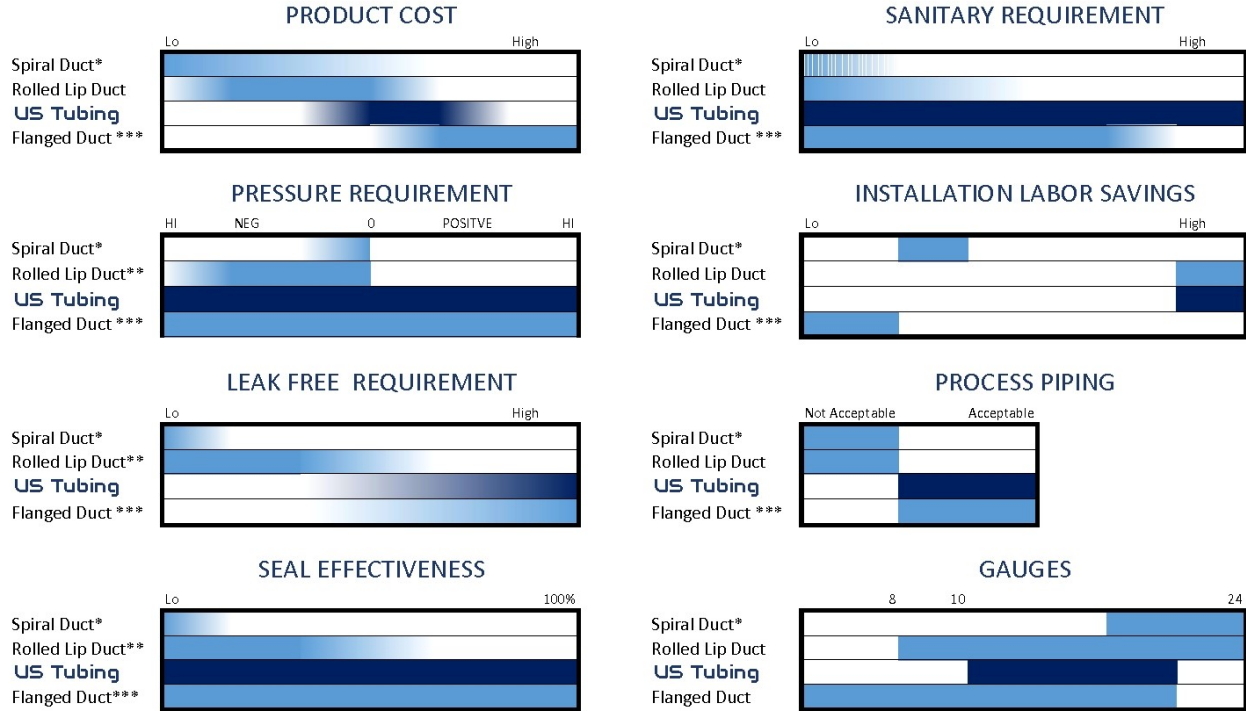 PRODUCT COST
Lo High
Spiral Duct*
Rolled Lip Duct
US Tubing
Flanged Duct ***
SANITARY REQUIREMENT
Lo High
Spiral Duct*
Rolled Lip Duct
US Tubing
Flanged Duct ***
PRESSURE REQUIREMENT
HI NEG 0 POSITVE HI
Spiral Duct*
Rolled Lip Duct**
US Tubing
Flanged Duct ***
INSTALLATION LABOR SAVINGS
Lo High
Spiral Duct*
Rolled Lip Duct
US Tubing
Flanged Duct ***
LEAK FREE REQUIREMENT
Lo High
Spiral Duct*
Rolled Lip Duct**
US Tubing
Flanged Duct ***
PROCESS PIPING
Not Acceptable Acceptable
Spiral Duct*
Rolled Lip Duct
US Tubing
Flanged Duct ***
SEAL EFFECTIVENESS
Lo 100%
Spiral Duct*
Rolled Lip Duct**
US Tubing
Flanged Duct***
GAUGES
8 10 24
Spiral Duct*
Rolled Lip Duct
US Tubing
Flanged Duct